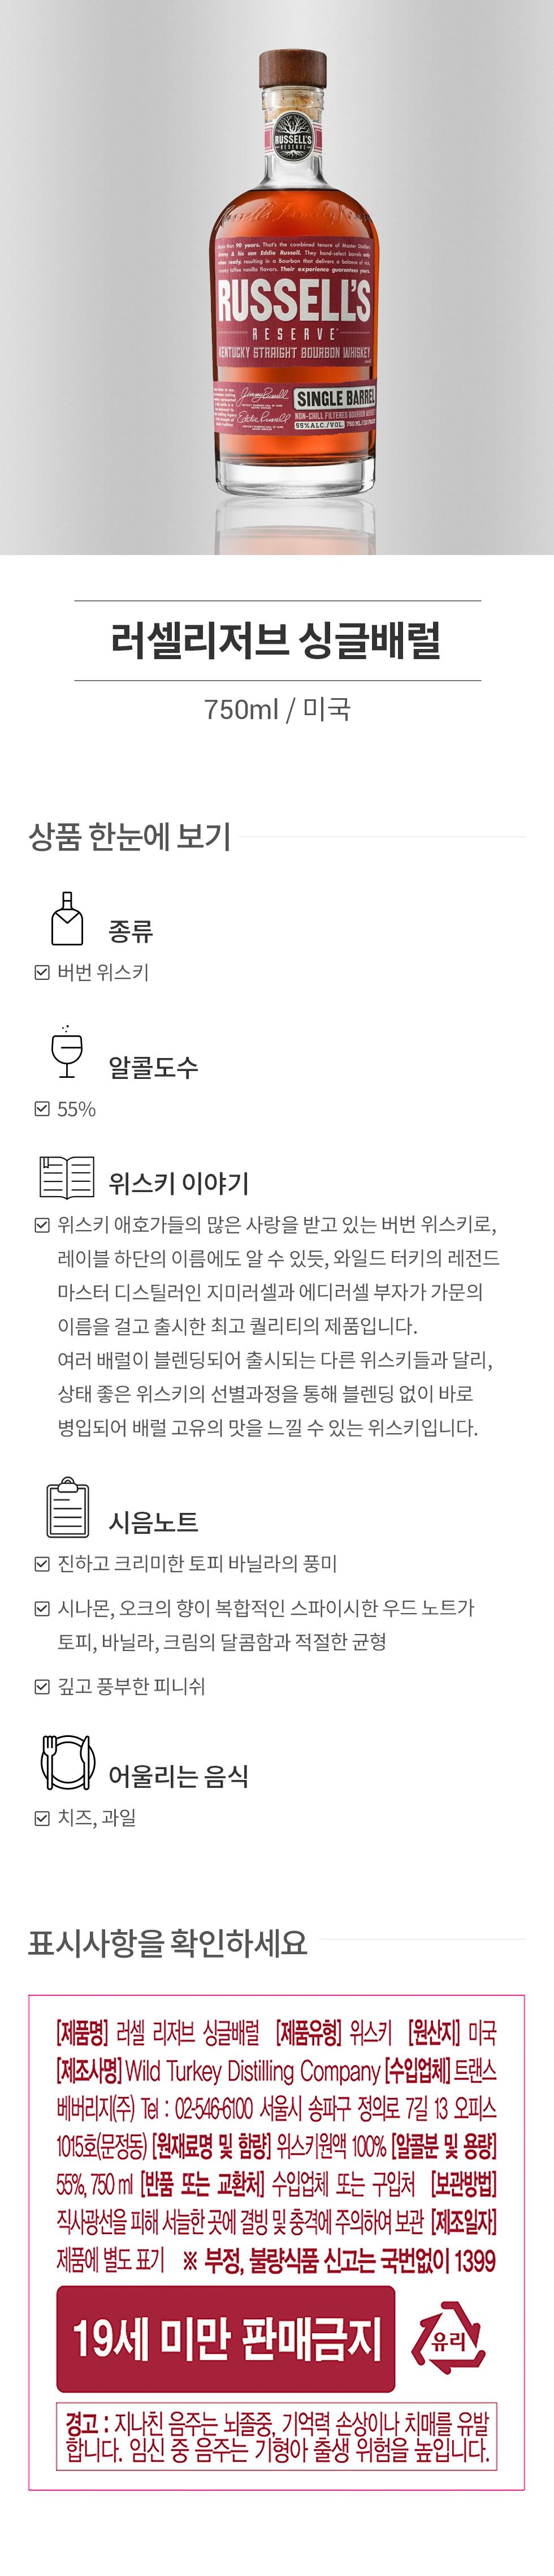 RUSSELL'S
RESERVE
Russell's Family
More than 90 years. That's the combined tenure of Master Distillers
Jimmy & his son Eddie Russell. They hand-select barrels only
when ready, resulting in a Bourbon that delivers a balance of rich,
creamy toffee vanilla flavors. Their experience guarantees yours.
RUSSELL'S
RESERVE
KENTUCKY STRAIGHT BOURBON WHISKEY
Jimmy Russell
Eddie Russell
SINGLE BARREL
NON-CHILL FILTERED BOURBON
55%ALC./VOL 750 ML
러셀리저브 싱글배럴
750ml / 미국
상품 한눈에 보기
종류
버번 위스키
알콜도수
55%
위스키 이야기
위스키 애호가들의 많은 사랑을 받고 있는 버번 위스키로,
레이블 하단의 이름에도 알 수 있듯, 와일드 터키의 레전드
마스터 디스틸러인 지미러셀과 에디러셀 부자가 가문의
이름을 걸고 출시한 최고 퀄리티의 제품입니다.
여러 배럴이 블렌딩되어 출시되는 다른 위스키들과 달리,
상태 좋은 위스키의 선별과정을 통해 블렌딩 없이 바로
병입되어 배럴 고유의 맛을 느낄 수 있는 위스키입니다.
시음노트
진하고 크리미한 토피 바닐라의 풍미
시나몬, 오크의 향이 복합적인 스파이시한 우드 노트가
토피, 바닐라, 크림의 달콤함과 적절한 균형
깊고 풍부한 피니쉬
어울리는 음식
치즈, 과일
표시사항을 확인하세요
[제품명] 러셀 리저브 싱글배럴 [제품유형] 위스키 [원산지] 미국
[제조사명] Wild Turkey Distilling Company [수입업체] 트랜스
베버리지(주) Tel : 02-546-6100 서울시 송파구 정의로 7길 13 오피스
1015호(문정동) [원재료명 및 함량] 위스키원액 100% [알콜분 및 용량]
55%, 750 ml [반품 또는 교환처] 수입업체 또는 구입처 [보관방법]
직사광선을 피해 서늘한 곳에 결빙 및 충격에 주의하여 보관 [제조일자]
제품에 별도 표기 ※ 부정, 불량식품 신고는 국번없이 1399
19세 미만 판매금지
유리
경고 : 지나친 음주는 뇌졸중, 기억력 손상이나 치매를 유발
합니다. 임신 중 음주는 기형아 출생 위험을 높입니다.